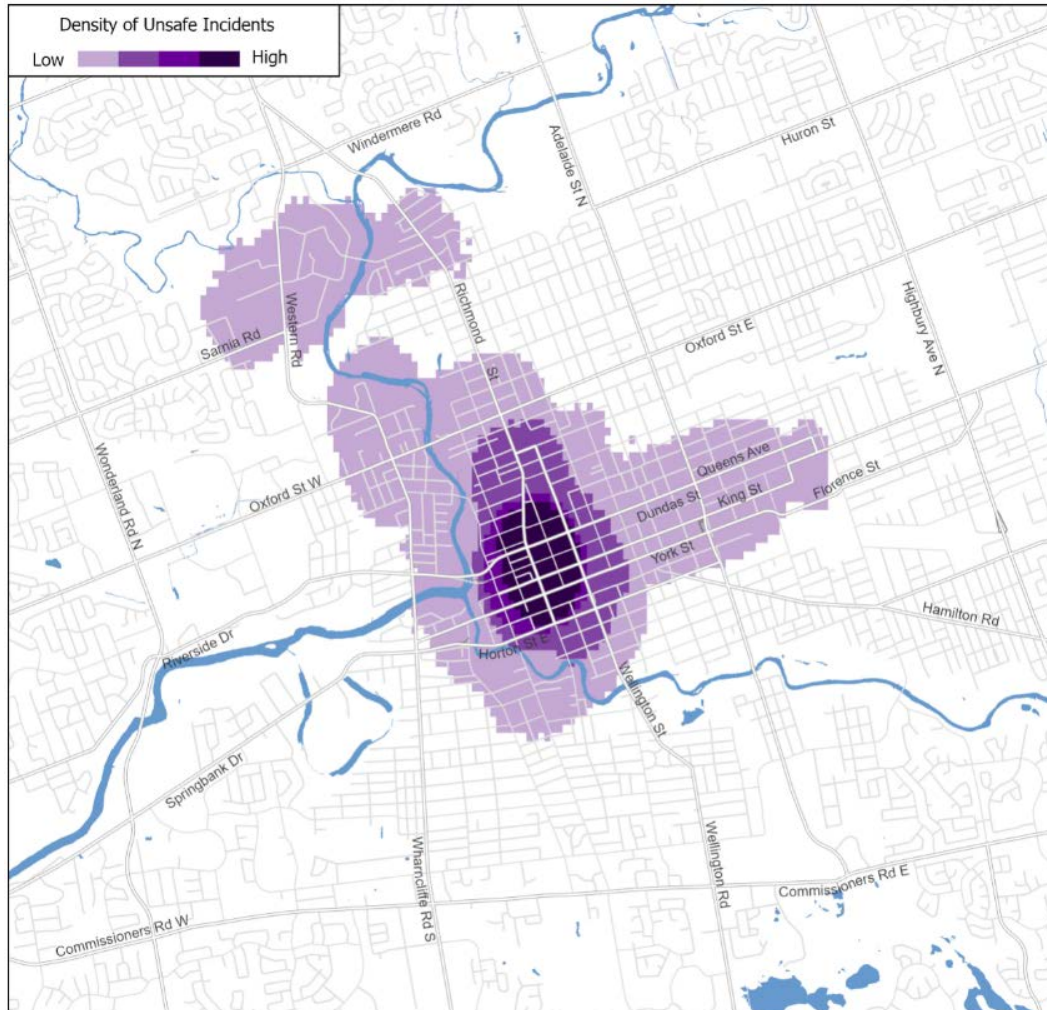 Density of Unsafe Incidents
Low High
Windermere Rd
Adelaide St N
Huron St
Highbury Ave N
Richmond St
Western Rd
Sarnia Rd
Oxford St E
Wonderland Rd N
Oxford St W
Queens Ave
Dundas St
King St
Florence St
York St
Hamilton Rd
Riverside Dr
Horton St E
Wellington St
Springbank Dr
Wharncliffe Rd S
Wellington Rd
Commissioners Rd E
Commissioners Rd W